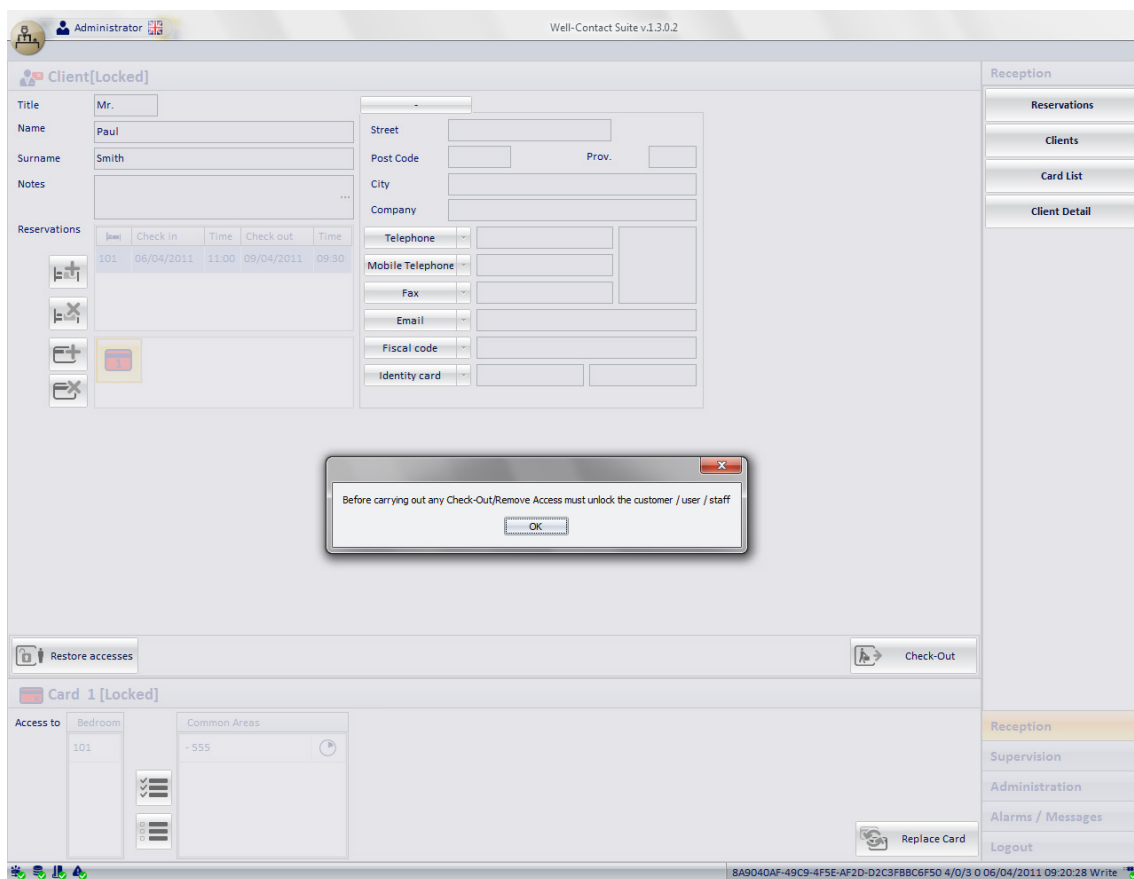 Administrator
Well-Contact Suite v.1.3.0.2
Client[Locked]
Title Mr.
Name Paul
Surname Smith
Notes
...
-
Street
Post Code Prov.
City
Company
Telephone
Mobile Telephone
Fax
Email
Fiscal code
Identity card
Reservations
Check in Time Check out Time
101 06/04/2011 11:00 09/04/2011 09:30
1
Reception
Reservations
Clients
Card List
Client Detail
x
Before carrying out any Check-Out/Remove Access must unlock the customer / user / staff
OK
Restore accesses
Check-Out
Card 1 [Locked]
Access to Bedroom Common Areas
101 - 555
Replace Card
Reception
Supervision
Administration
Alarms / Messages
Logout
8A9040AF-49C9-4F5E-AF2D-D2C3FBBC6F50 4/0/3 0 06/04/2011 09:20:28 Write